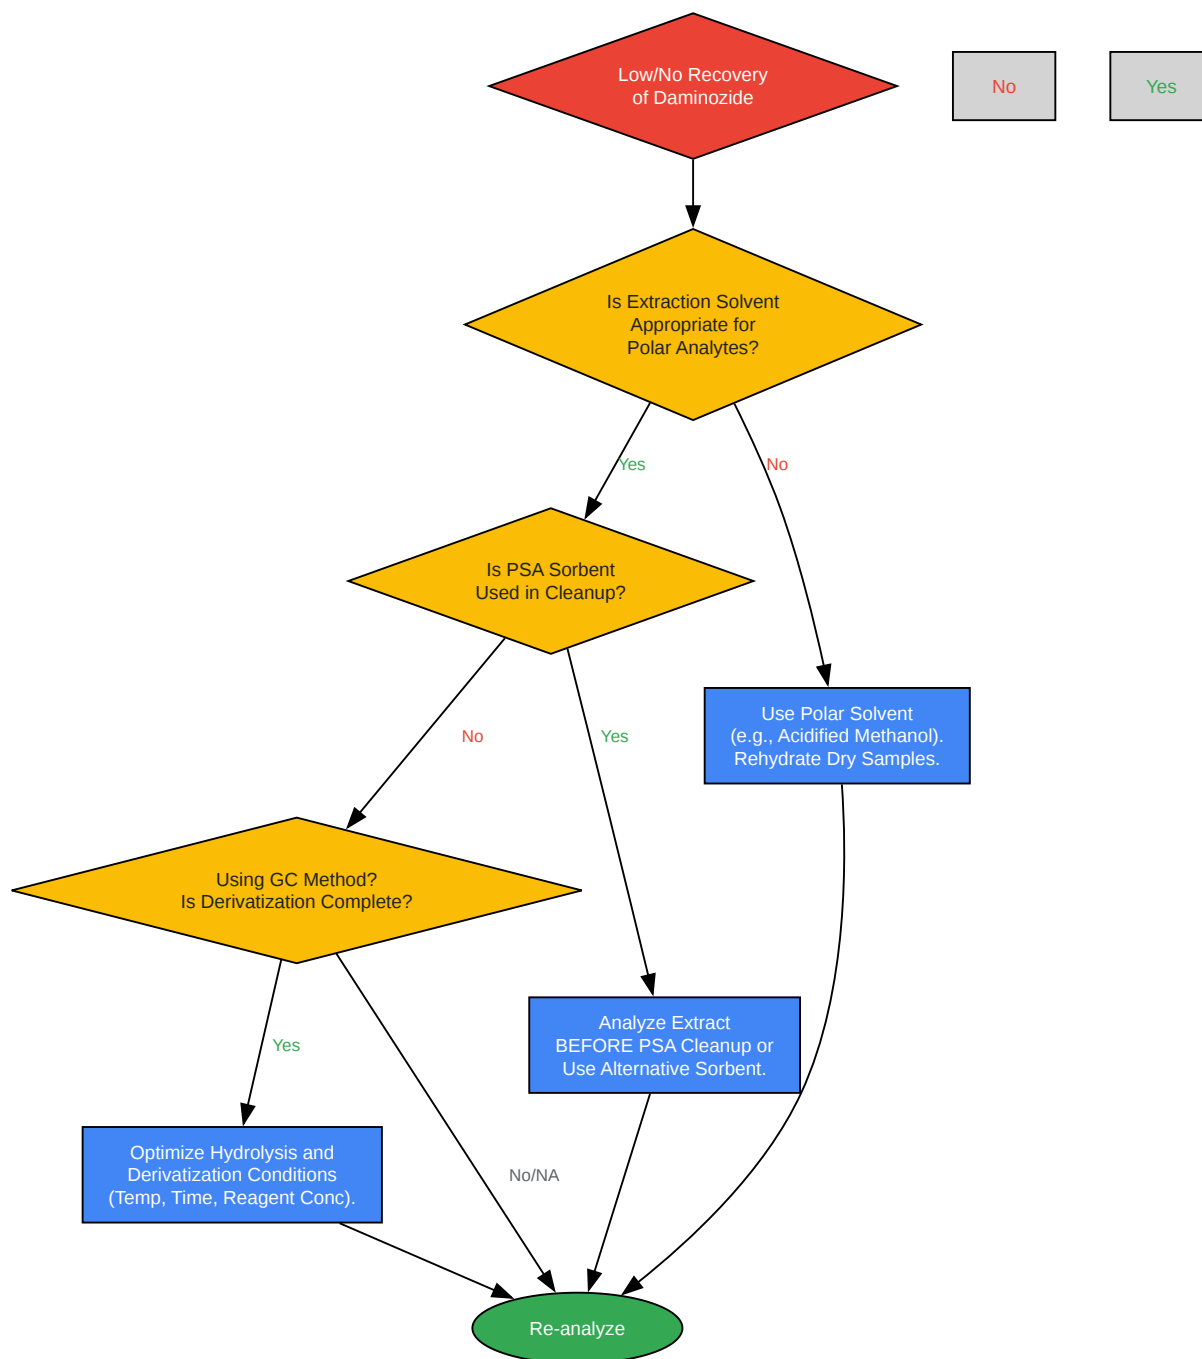 Low/No Recovery
of Daminozide
No
Yes
Is Extraction Solvent
Appropriate for
Polar Analytes?
Yes
No
Is PSA Sorbent
Used in Cleanup?
No
Yes
Use Polar Solvent
(e.g., Acidified Methanol).
Rehydrate Dry Samples.
Using GC Method?
Is Derivatization Complete?
Yes
Analyze Extract
BEFORE PSA Cleanup or
Use Alternative Sorbent.
Optimize Hydrolysis and
Derivatization Conditions
(Temp, Time, Reagent Conc).
No/NA
Re-analyze